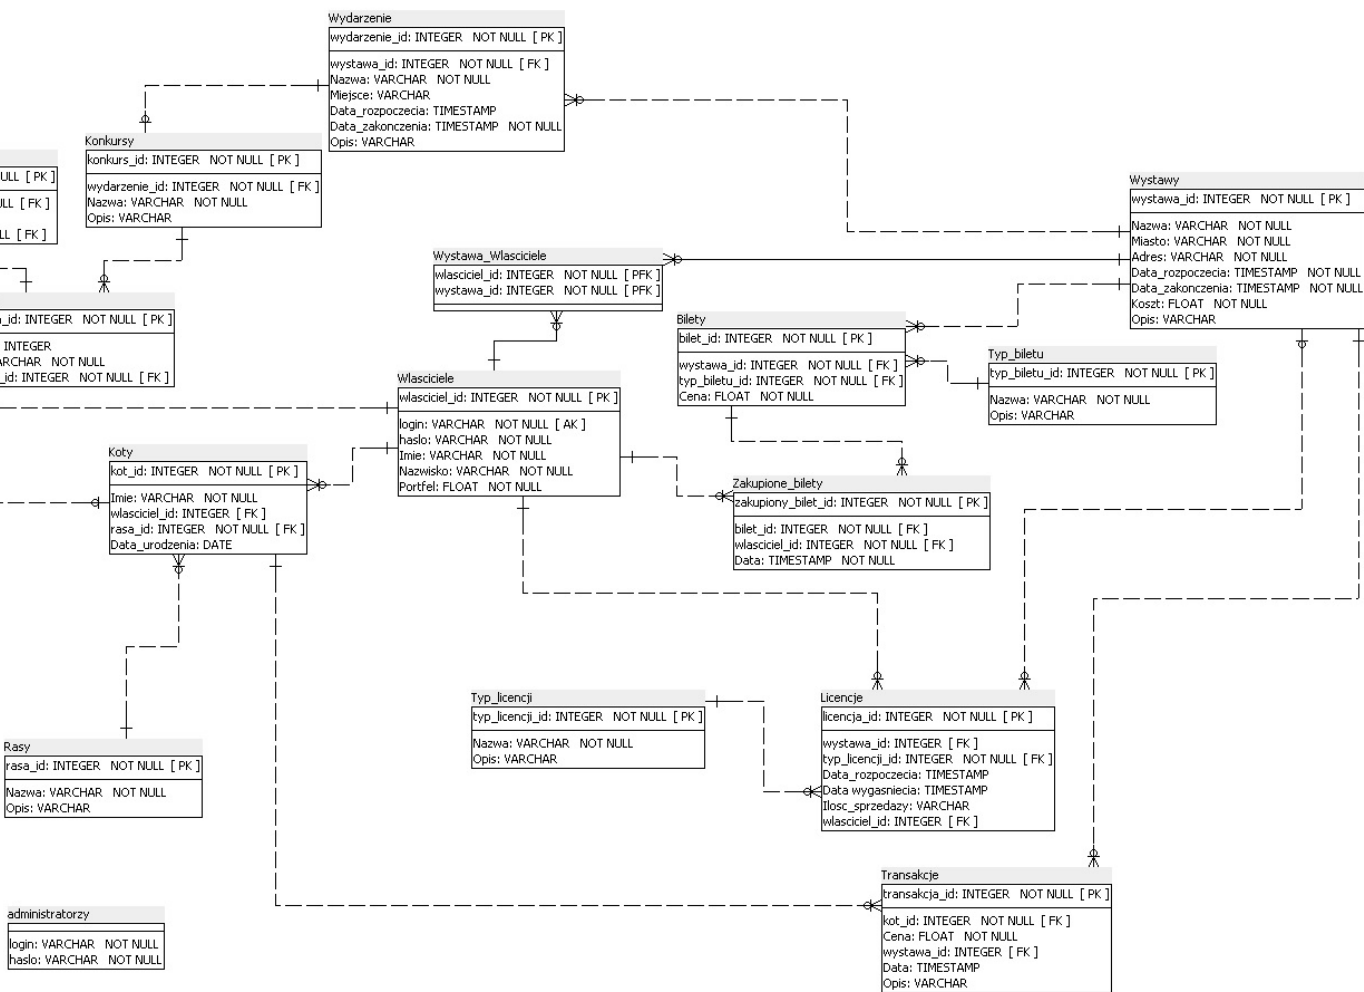 Wydarzenie
wydarzenie_id: INTEGER NOT NULL [ PK ]
wystawa_id: INTEGER NOT NULL [ FK ]
Nazwa: VARCHAR NOT NULL
Miejsce: VARCHAR
Data_rozpoczecia: TIMESTAMP
Data_zakonczenia: TIMESTAMP NOT NULL
Opis: VARCHAR
Konkursy
konkurs_id: INTEGER NOT NULL [ PK ]
wydarzenie_id: INTEGER NOT NULL [ FK ]
Nazwa: VARCHAR NOT NULL
Opis: VARCHAR
ULL [ PK ]
LL [ FK ]
LL [ FK ]
Wystawy
wystawa_id: INTEGER NOT NULL [ PK ]
Nazwa: VARCHAR NOT NULL
Miasto: VARCHAR NOT NULL
Adres: VARCHAR NOT NULL
Data_rozpoczecia: TIMESTAMP NOT NULL
Data_zakonczenia: TIMESTAMP NOT NULL
Koszt: FLOAT NOT NULL
Opis: VARCHAR
Wystawa_Wlasciciele
wlasciciel_id: INTEGER NOT NULL [ PFK ]
wystawa_id: INTEGER NOT NULL [ PFK ]
a_id: INTEGER NOT NULL [ PK ]
: INTEGER
ARCHAR NOT NULL
_id: INTEGER NOT NULL [ FK ]
Bilety
bilet_id: INTEGER NOT NULL [ PK ]
wystawa_id: INTEGER NOT NULL [ FK ]
typ_biletu_id: INTEGER NOT NULL [ FK ]
Cena: FLOAT NOT NULL
Typ_biletu
typ_biletu_id: INTEGER NOT NULL [ PK ]
Nazwa: VARCHAR NOT NULL
Opis: VARCHAR
Wlasciciele
wlasciciel_id: INTEGER NOT NULL [ PK ]
login: VARCHAR NOT NULL [ AK ]
haslo: VARCHAR NOT NULL
Imie: VARCHAR NOT NULL
Nazwisko: VARCHAR NOT NULL
Portfel: FLOAT NOT NULL
Koty
kot_id: INTEGER NOT NULL [ PK ]
Imie: VARCHAR NOT NULL
wlasciciel_id: INTEGER [ FK ]
rasa_id: INTEGER NOT NULL [ FK ]
Data_urodzenia: DATE
Zakupione_bilety
zakupiony_bilet_id: INTEGER NOT NULL [ PK ]
bilet_id: INTEGER NOT NULL [ FK ]
wlasciciel_id: INTEGER NOT NULL [ FK ]
Data: TIMESTAMP NOT NULL
Typ_licencji
typ_licencji_id: INTEGER NOT NULL [ PK ]
Nazwa: VARCHAR NOT NULL
Opis: VARCHAR
Licencje
licencja_id: INTEGER NOT NULL [ PK ]
wystawa_id: INTEGER [ FK ]
typ_licencji_id: INTEGER NOT NULL [ FK ]
Data_rozpoczecia: TIMESTAMP
Data wygasniecia: TIMESTAMP
Ilosc_sprzedazy: VARCHAR
wlasciciel_id: INTEGER [ FK ]
Rasy
rasa_id: INTEGER NOT NULL [ PK ]
Nazwa: VARCHAR NOT NULL
Opis: VARCHAR
Transakcje
transakcja_id: INTEGER NOT NULL [ PK ]
kot_id: INTEGER NOT NULL [ FK ]
Cena: FLOAT NOT NULL
wystawa_id: INTEGER [ FK ]
Data: TIMESTAMP
Opis: VARCHAR
administratorzy
login: VARCHAR NOT NULL
haslo: VARCHAR NOT NULL